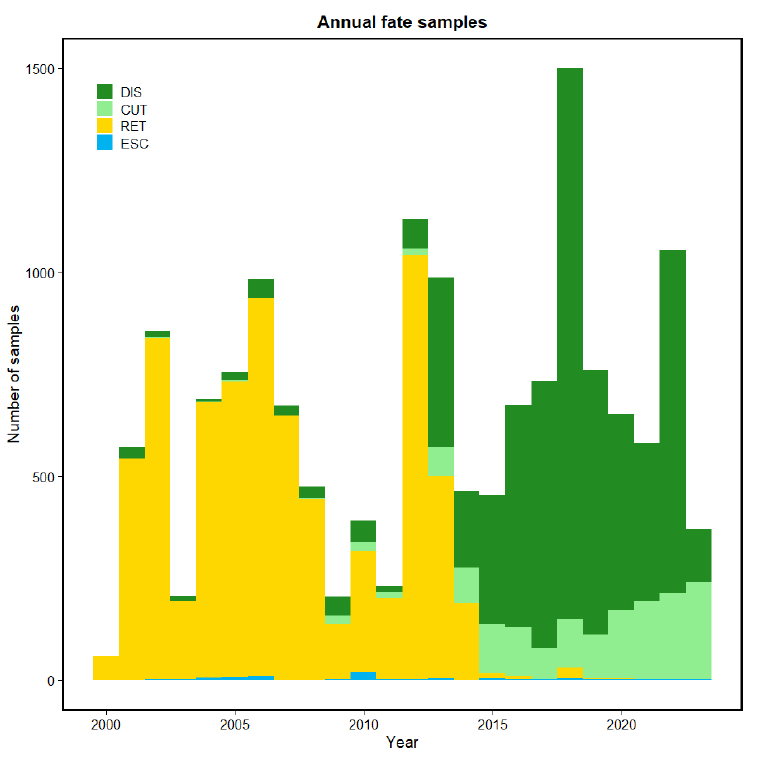 Annual fate samples
1500
1000
500
0
Number of samples
DIS
CUT
RET
ESC
2000 2005 2010 2015 2020
Year